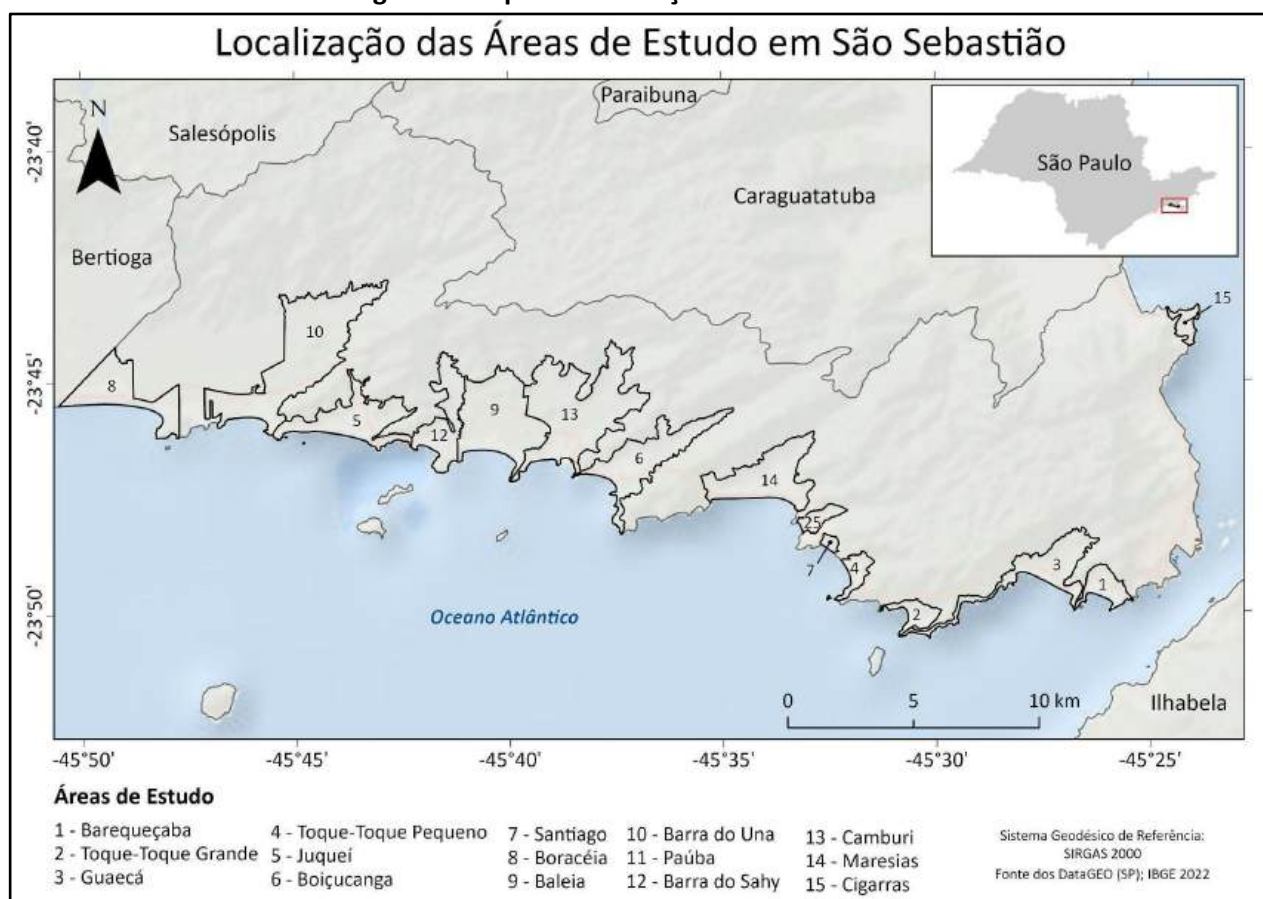 Localização das Áreas de Estudo em São Sebastião
N
Paraibuna
Salesópolis
São Paulo
Caraguatatuba
Bertioga
15
10
8
5
12
9
13
6
14
25
7
4
3
1
2
Oceano Atlântico
0 5 10 km
Ilhabela
-23°40'
-23°45'
-23°50'
-45°50' -45°45' -45°40' -45°35' -45°30' -45°25'
Áreas de Estudo
1 - Barequeçaba
2 - Toque-Toque Grande
3 - Guaecá
4 - Toque-Toque Pequeno
5 - Juqueí
6 - Boiçucanga
7 - Santiago
8 - Boracéia
9 - Baleia
10 - Barra do Una
11 - Paúba
12 - Barra do Sahy
13 - Camburi
14 - Maresias
15 - Cigarras
Sistema Geodésico de Referência:
SIRGAS 2000
Fonte dos DataGEO (SP); IBGE 2022